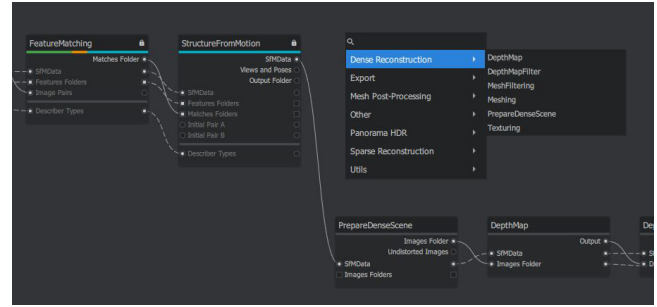 FeatureMatching
Matches Folder
SfMData
Features Folders
Image Pairs
Describer Types
StructureFromMotion
SfMData
Views and Poses
Output Folder
SfMData
Features Folders
Matches Folders
Initial Pair A
Initial Pair B
Describer Types
Dense Reconstruction
Export
Mesh Post-Processing
Other
Panorama HDR
Sparse Reconstruction
Utils
DepthMap
DepthMapFilter
MeshFiltering
Meshing
PrepareDenseScene
Texturing
PrepareDenseScene
Images Folder
Undistorted Images
SfMData
Images Folders
DepthMap
Output
SfMData
Images Folder
De
S
D